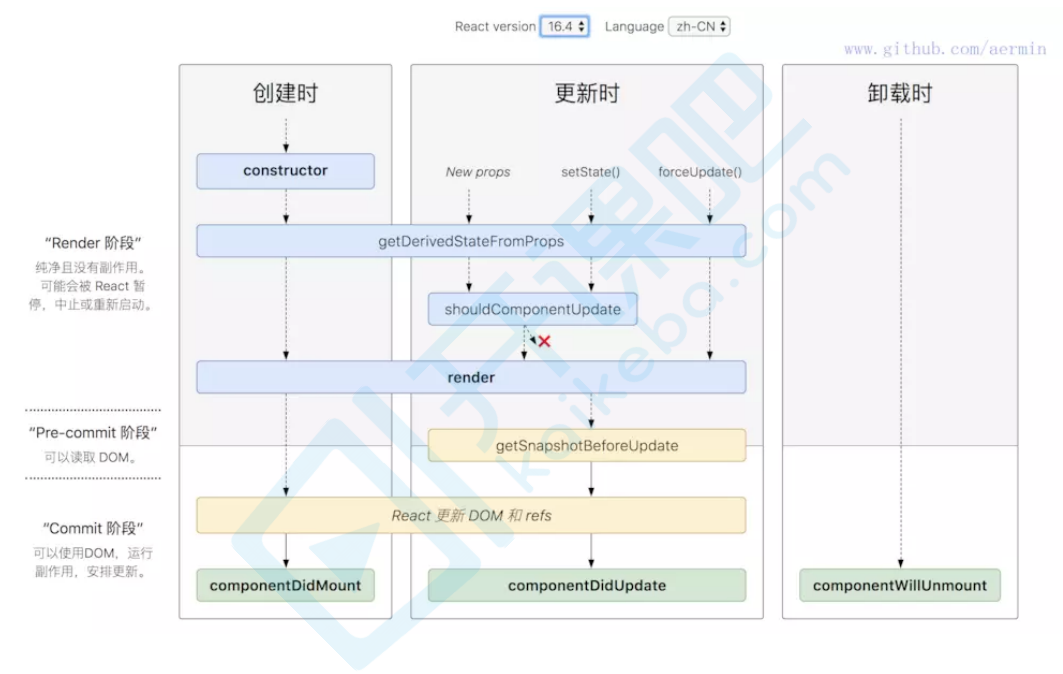 React version 16.4 Language zh-CN
www.github.com/aermin
创建时
更新时
卸载时
constructor
New props
setState()
forceUpdate()
“Render 阶段”
纯净且没有副作用。
可能会被 React 暂
停，中止或重新启动。
getDerivedStateFromProps
shouldComponentUpdate
render
“Pre-commit 阶段”
可以读取 DOM。
getSnapshotBeforeUpdate
“Commit 阶段”
可以使用DOM，运行
副作用，安排更新。
React 更新 DOM 和 refs
componentDidMount
componentDidUpdate
componentWillUnmount
开课吧
kaikeba.com